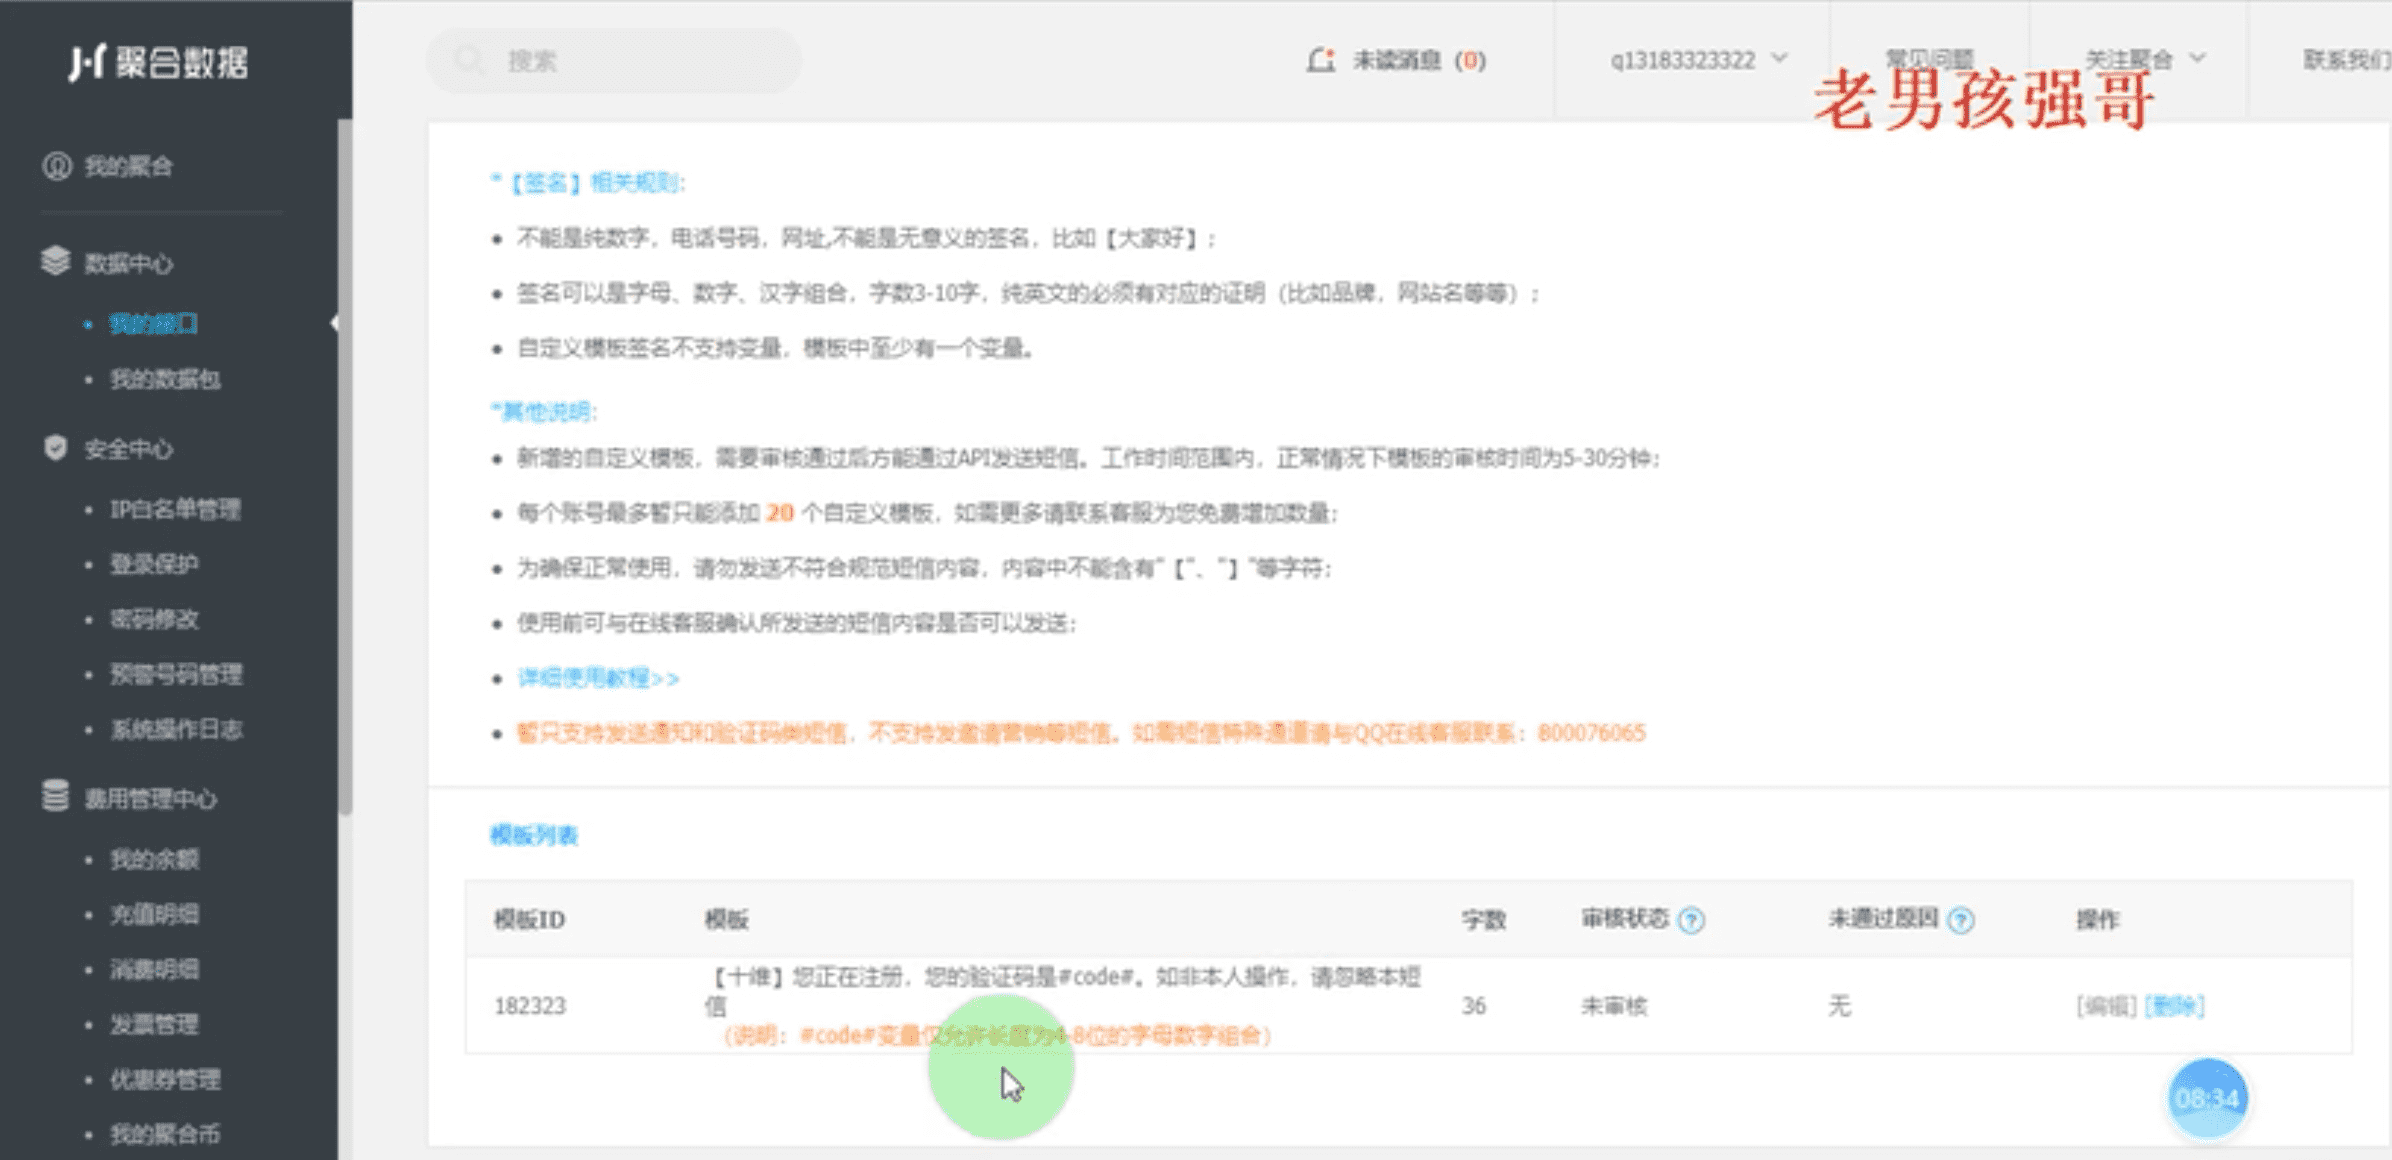 聚合数据
搜索
未读消息 (0)
q13183323322
常见问题
关注聚合
联系我们
老男孩强哥
我的聚合
数据中心
我的接口
我的数据包
安全中心
IP白名单管理
登录保护
密码修改
预警号码管理
系统操作日志
费用管理中心
我的余额
充值明细
消费明细
发票管理
优惠券管理
我的聚合币
*【签名】相关规则:
不能是纯数字，电话号码，网址,不能是无意义的签名，比如【大家好】；
签名可以是字母、数字、汉字组合，字数3-10字，纯英文的必须有对应的证明（比如品牌，网站名等等）；
自定义模板签名不支持变量，模板中至少有一个变量。
*其他说明:
新增的自定义模板，需要审核通过后方能通过API发送短信。工作时间范围内，正常情况下模板的审核时间为5-30分钟；
每个账号最多暂只能添加 20 个自定义模板，如需更多请联系客服为您免费增加数量；
为确保正常使用，请勿发送不符合规范短信内容，内容中不能含有"【"、"】"等字符；
使用前可与在线客服确认所发送的短信内容是否可以发送；
详细使用教程>>
暂只支持发送通知和验证码类短信，不支持发邀请营销等短信。如需短信特殊通道请与QQ在线客服联系：800076065
模板列表
模板ID 模板 字数 审核状态 ? 未通过原因 ? 操作
【十维】您正在注册，您的验证码是#code#。如非本人操作，请忽略本短
信
182323 36 未审核 无 [编辑] [删除]
（说明：#code#变量仅允许长度为4-8位的字母数字组合）
08:34